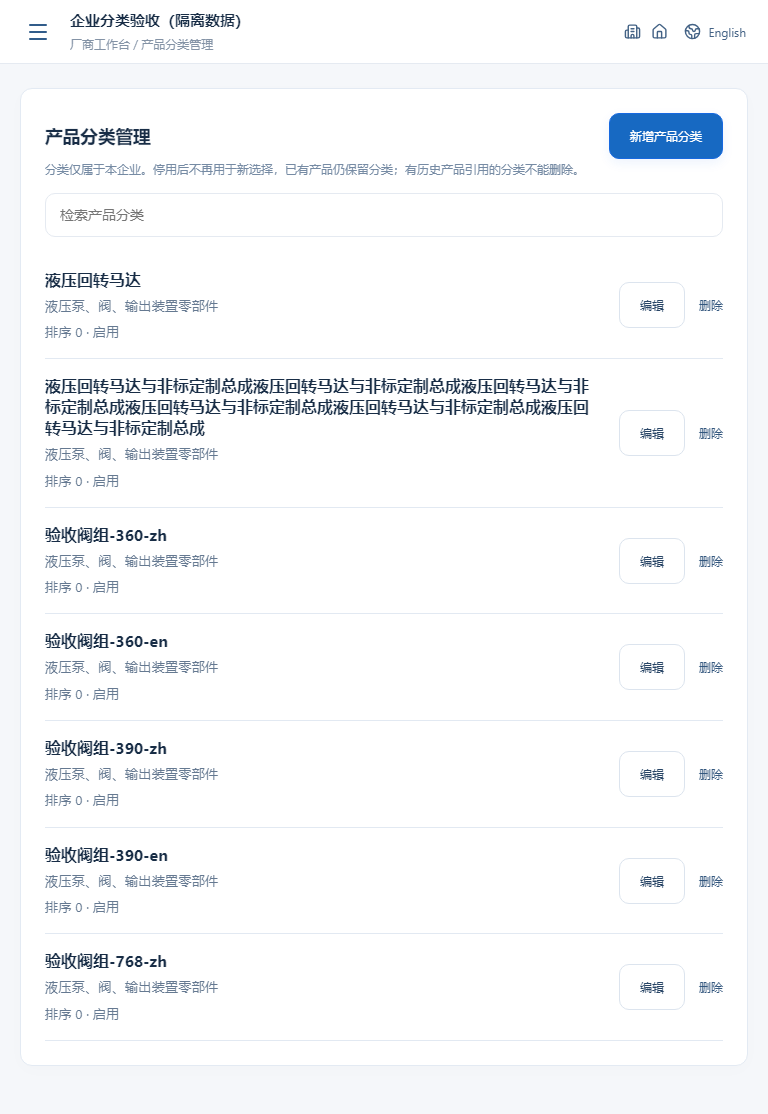 企业分类验收（隔离数据）
厂商工作台 / 产品分类管理
English
产品分类管理
新增产品分类
分类仅属于本企业。停用后不再用于新选择，已有产品仍保留分类；有历史产品引用的分类不能删除。
检索产品分类
液压回转马达
液压泵、阀、输出装置零部件
排序 0 · 启用
编辑
删除
液压回转马达与非标定制总成液压回转马达与非标定制总成液压回转马达与非
标定制总成液压回转马达与非标定制总成液压回转马达与非标定制总成液压回
转马达与非标定制总成
液压泵、阀、输出装置零部件
排序 0 · 启用
编辑
删除
验收阀组-360-zh
液压泵、阀、输出装置零部件
排序 0 · 启用
编辑
删除
验收阀组-360-en
液压泵、阀、输出装置零部件
排序 0 · 启用
编辑
删除
验收阀组-390-zh
液压泵、阀、输出装置零部件
排序 0 · 启用
编辑
删除
验收阀组-390-en
液压泵、阀、输出装置零部件
排序 0 · 启用
编辑
删除
验收阀组-768-zh
液压泵、阀、输出装置零部件
排序 0 · 启用
编辑
删除